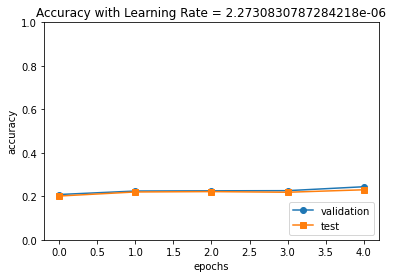 Accuracy with Learning Rate = 2.2730830787284218e-06
1.0
0.8
0.6
0.4
0.2
0.0
accuracy
0.0 0.5 1.0 1.5 2.0 2.5 3.0 3.5 4.0
epochs
validation
test